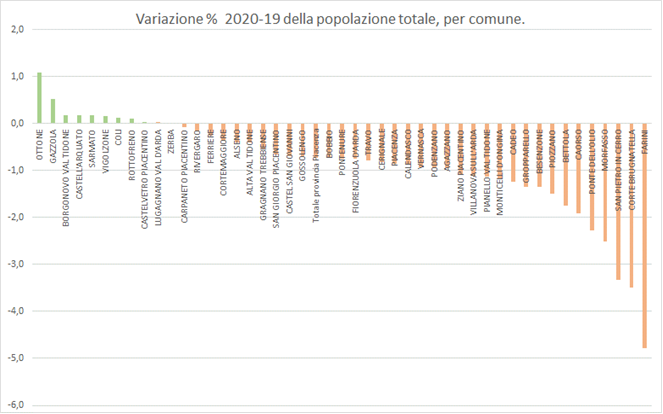 Variazione % 2020-19 della popolazione totale, per comune.
2,0
1,0
0,0
-1,0
-2,0
-3,0
-4,0
-5,0
-6,0
OTTONE
GAZZOLA
BORGONOVO VAL TIDONE
CASTELL'ARQUATO
SARMATO
VIGOLZONE
COLI
ROTTOFRENO
CASTELVETRO PIACENTINO
LUGAGNANO VAL D'ARDA
ZERBA
CARPANETO PIACENTINO
RIVERGARO
FERRIERE
CORTEMAGGIORE
ALSENO
ALTA VAL TIDONE
GRAGNANO TREBBIENSE
SAN GIORGIO PIACENTINO
CASTEL SAN GIOVANNI
GOSSOLENGO
Totale provincia Piacenza
BOBBIO
PONTENURE
FIORENZUOLA D'ARDA
TRAVO
CERIGNALE
PIACENZA
CALENDASCO
VERNASCA
PODENZANO
AGAZZANO
ZIANO PIACENTINO
VILLANOVA SULL'ARDA
PIANELLO VAL TIDONE
MONTICELLI D'ONGINA
CADEO
GROPPARELLO
BESENZONE
PIOZZANO
BETTOLA
CAORSO
PONTE DELL'OLIO
MORFASSO
SAN PIETRO IN CERRO
CORTE BRUGNATELLA
FARINI